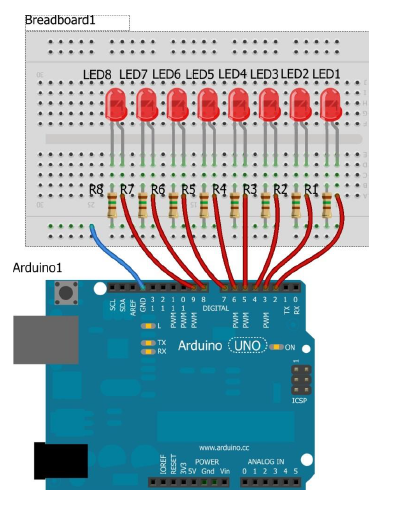 Breadboard1
LED8 LED7 LED6 LED5 LED4 LED3 LED2 LED1
R8 R7 R6 R5 R4 R3 R2 R1
Arduino1
SCL SDA AREF GND 13 12 11 10 9 8 7 6 5 4 3 2 1 0
PWM PWM PWM DIGITAL PWM PWM PWM TX RX
L
TX
RX
Arduino UNO ON
1
ICSP
www.arduino.cc
POWER ANALOG IN
IOREF RESET 3V3 5V Gnd Vin 0 1 2 3 4 5